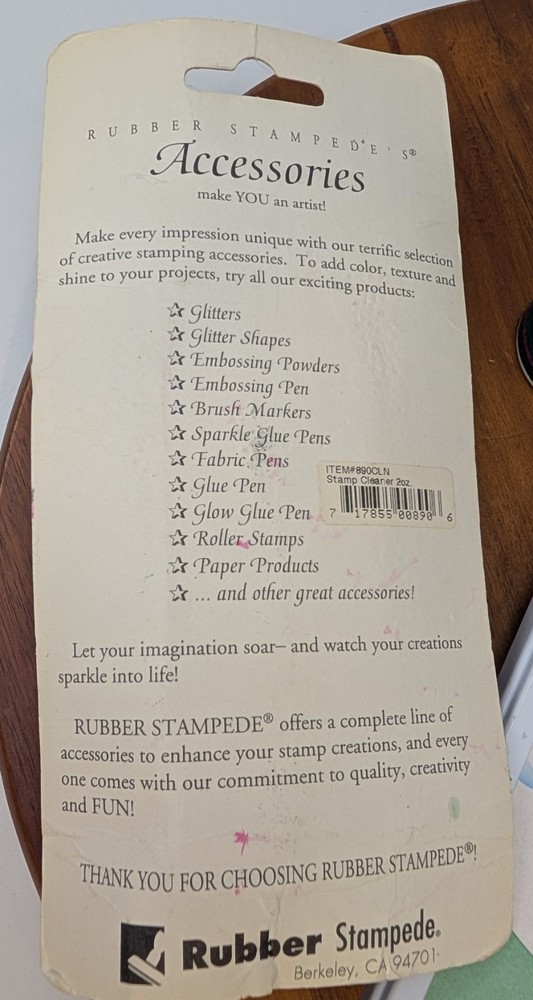 RUBBER STAMPEDE'S®
Accessories
make YOU an artist!
Make every impression unique with our terrific selection
of creative stamping accessories. To add color, texture and
shine to your projects, try all our exciting products:
☆ Glitters
☆ Glitter Shapes
☆ Embossing Powders
☆ Embossing Pen
☆ Brush Markers
☆ Sparkle Glue Pens
☆ Fabric Pens
☆ Glue Pen
☆ Glow Glue Pen
☆ Roller Stamps
☆ Paper Products
☆ ... and other great accessories!
ITEM#890CLN
Stamp Cleaner 2oz.
7 17855 00890 6
Let your imagination soar– and watch your creations
sparkle into life!
RUBBER STAMPEDE® offers a complete line of
accessories to enhance your stamp creations, and every
one comes with our commitment to quality, creativity
and FUN!
THANK YOU FOR CHOOSING RUBBER STAMPEDE®!
Rubber Stampede®
Berkeley, CA 94701